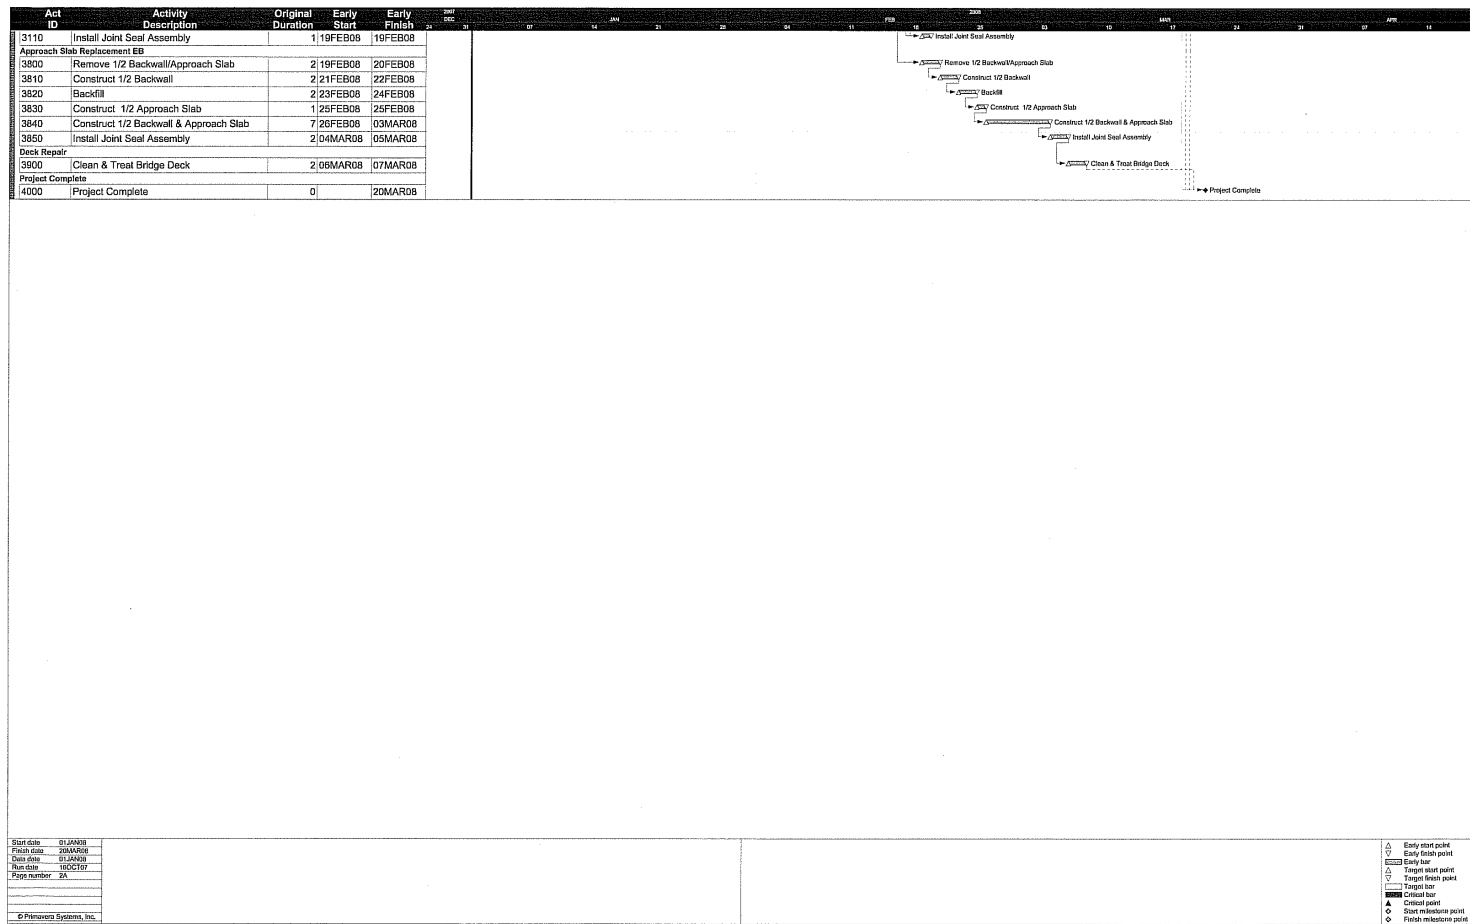 Act ID Activity Description Original Duration Early Start Early Finish
2007 2008
DEC JAN FEB MAR APR
24 31 07 14 21 28 04 11 18 25 03 10 17 24 31 07 14
3110 Install Joint Seal Assembly 1 19FEB08 19FEB08 Install Joint Seal Assembly
Approach Slab Replacement EB
3800 Remove 1/2 Backwall/Approach Slab 2 19FEB08 20FEB08 Remove 1/2 Backwall/Approach Slab
3810 Construct 1/2 Backwall 2 21FEB08 22FEB08 Construct 1/2 Backwall
3820 Backfill 2 23FEB08 24FEB08 Backfill
3830 Construct 1/2 Approach Slab 1 25FEB08 25FEB08 Construct 1/2 Approach Slab
3840 Construct 1/2 Backwall & Approach Slab 7 26FEB08 03MAR08 Construct 1/2 Backwall & Approach Slab
3850 Install Joint Seal Assembly 2 04MAR08 05MAR08 Install Joint Seal Assembly
Deck Repair
3900 Clean & Treat Bridge Deck 2 06MAR08 07MAR08 Clean & Treat Bridge Deck
Project Complete
4000 Project Complete 0 20MAR08 Project Complete
Start date 01JAN08
Finish date 20MAR08
Data date 01JAN08
Run date 16OCT07
Page number 2A
© Primavera Systems, Inc.
Early start point
Early finish point
Early bar
Target start point
Target finish point
Target bar
Critical bar
Critical point
Start milestone point
Finish milestone point